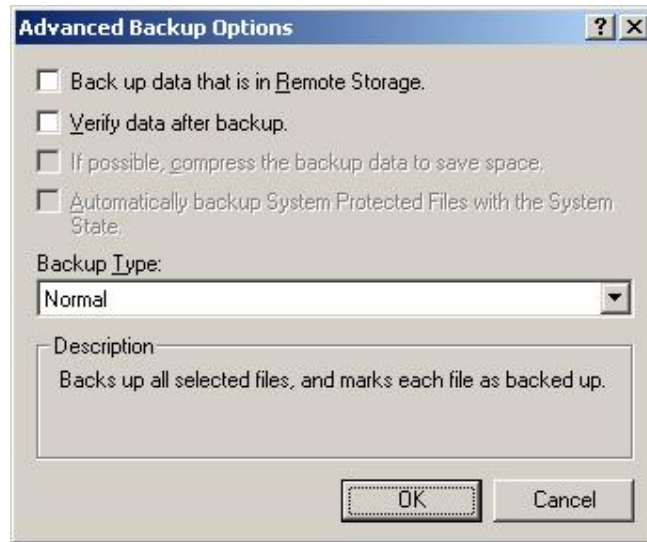 Advanced Backup Options
Back up data that is in Remote Storage.
Verify data after backup.
If possible, compress the backup data to save space.
Automatically backup System Protected Files with the System
State.
Backup Type:
Normal
Description
Backs up all selected files, and marks each file as backed up.
OK
Cancel